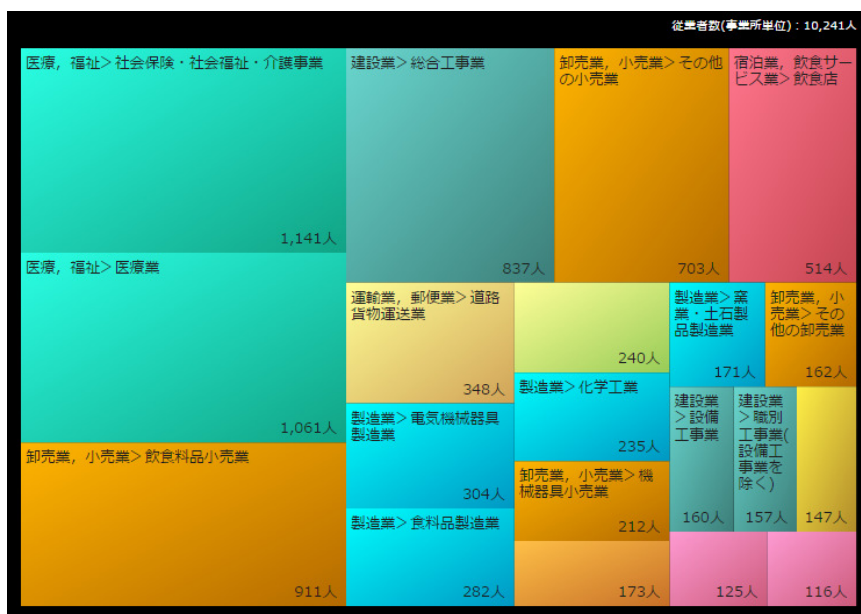 従業者数(事業所単位)：10,241人
医療，福祉＞社会保険・社会福祉・介護事業
1,141人
医療，福祉＞医療業
1,061人
卸売業，小売業＞飲食料品小売業
911人
建設業＞総合工事業
837人
卸売業，小売業＞その他
の小売業
703人
宿泊業，飲食サー
ビス業＞飲食店
514人
運輸業，郵便業＞道路
貨物運送業
348人
製造業＞電気機械器具
製造業
304人
製造業＞食料品製造業
282人
240人
製造業＞化学工業
235人
卸売業，小売業＞機
械器具小売業
212人
173人
製造業＞窯
業・土石製
品製造業
171人
卸売業，小
売業＞その
他の卸売業
162人
建設業
＞設備
工事業
160人
建設業
＞職別
工事業(
設備工
事業を
除く)
157人
147人
125人
116人